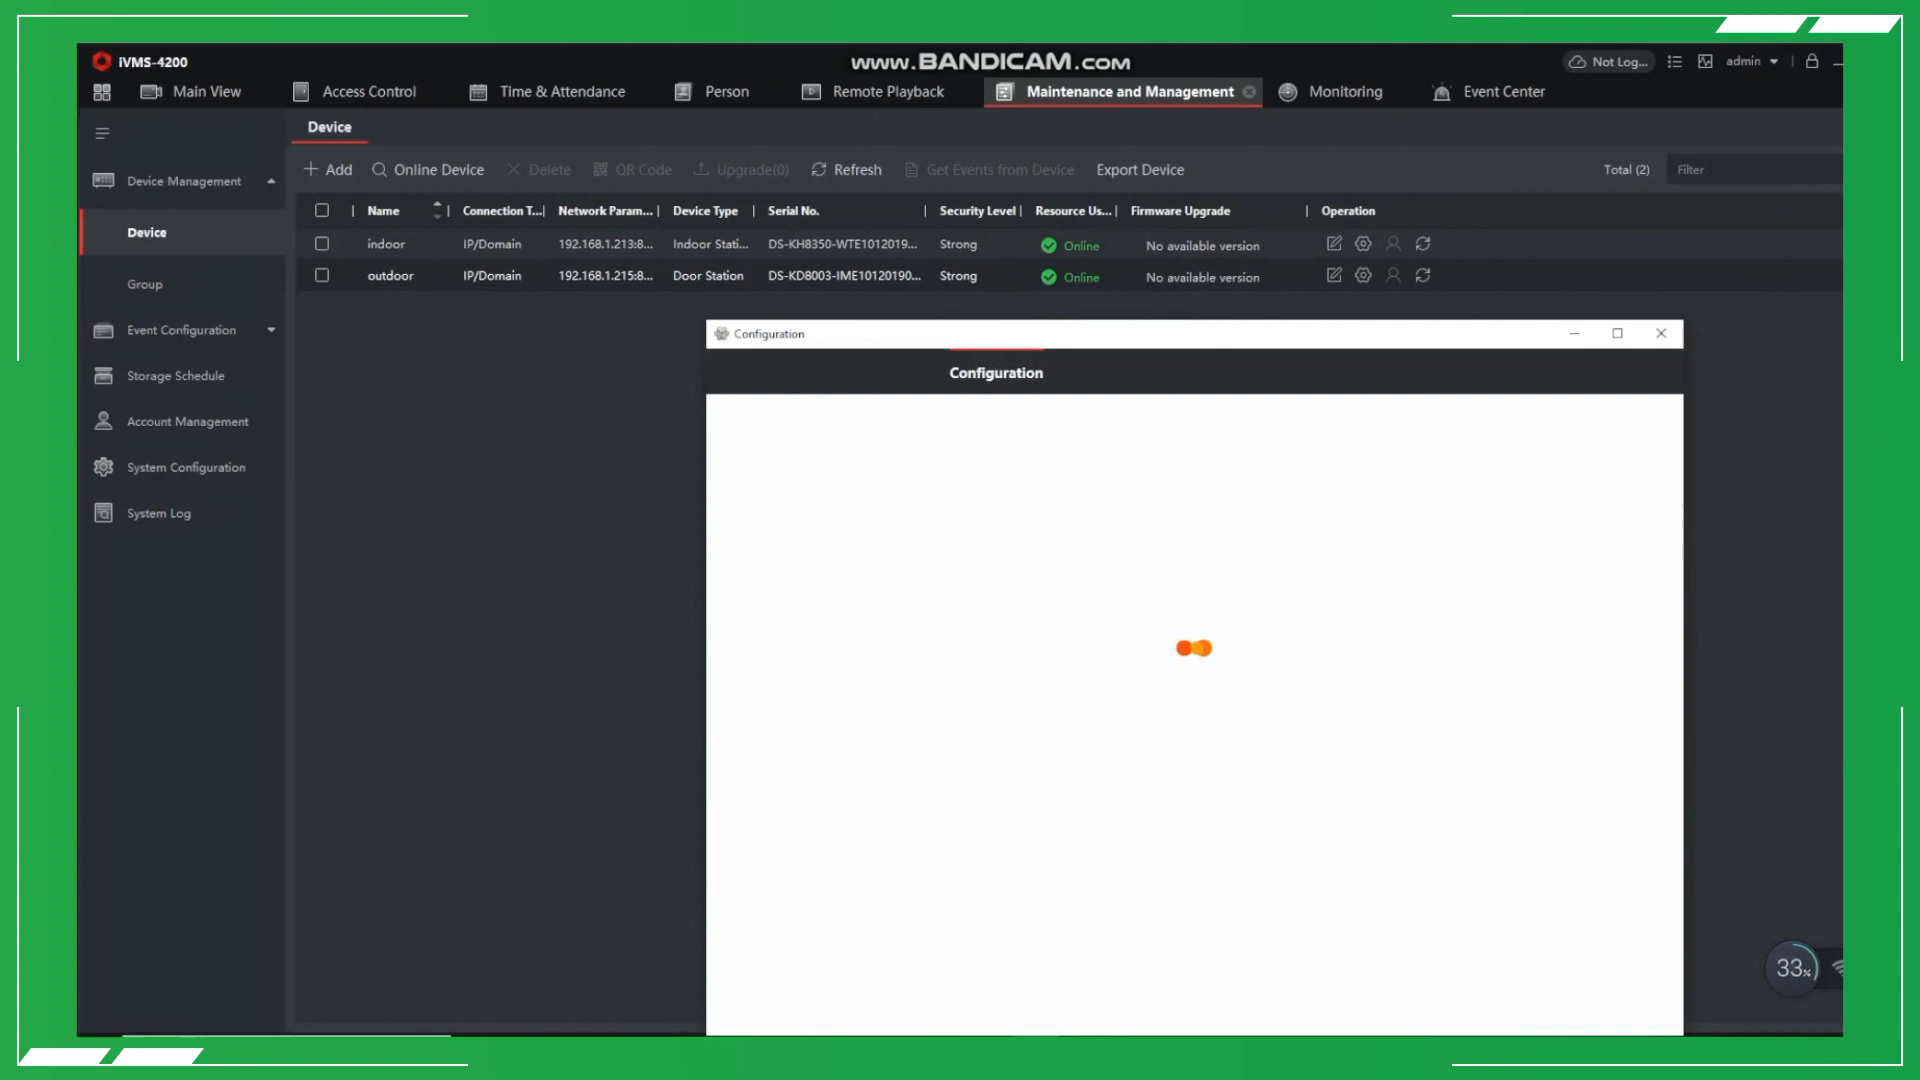 iVMS-4200
www.BANDICAM.com
Not Log...
admin
Main View
Access Control
Time & Attendance
Person
Remote Playback
Maintenance and Management
Monitoring
Event Center
Device
Device Management
Device
Group
Event Configuration
Storage Schedule
Account Management
System Configuration
System Log
Add
Online Device
Delete
QR Code
Upgrade(0)
Refresh
Get Events from Device
Export Device
Total (2)
Filter
Name | Connection T...| Network Param... | Device Type | Serial No. | Security Level | Resource Us... | Firmware Upgrade | Operation
indoor IP/Domain 192.168.1.213:8... Indoor Stati... DS-KH8350-WTE1012019... Strong Online No available version
outdoor IP/Domain 192.168.1.215:8... Door Station DS-KD8003-IME10120190... Strong Online No available version
Configuration
Configuration
33%